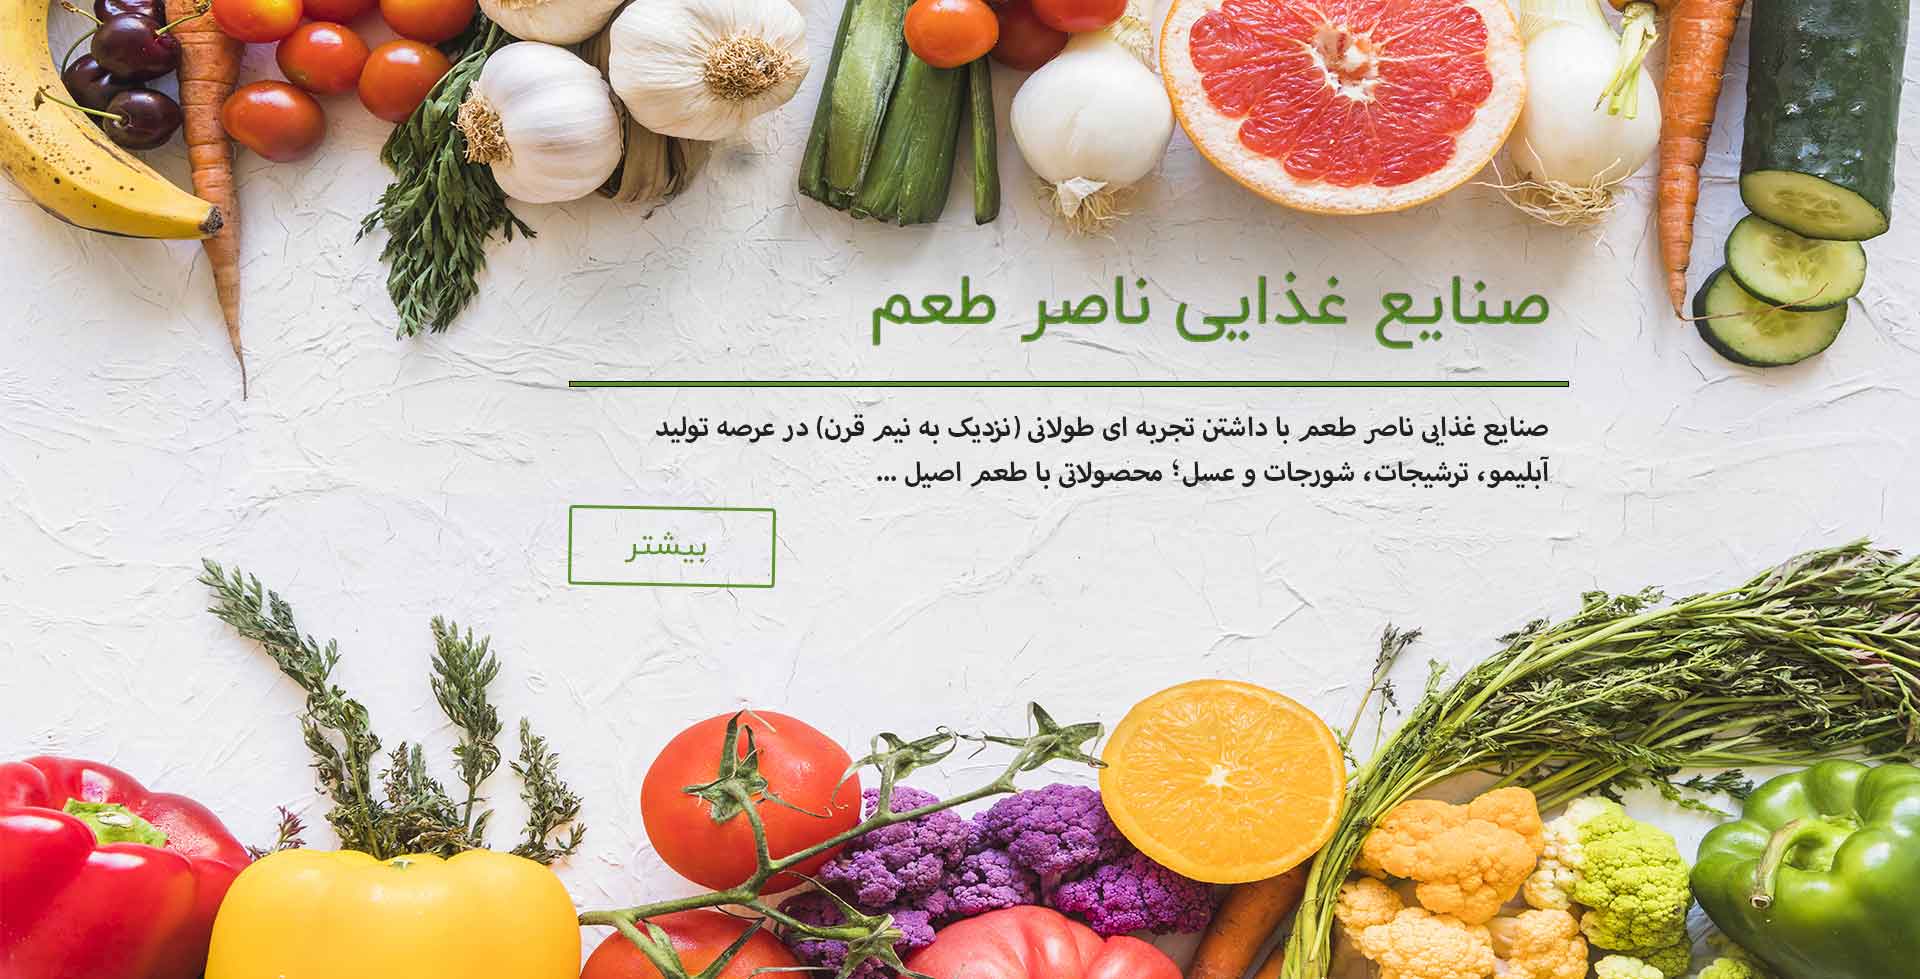 صنایع غذایی ناصر طعم
صنایع غذایی ناصر طعم با داشتن تجربه ای طولانی (نزدیک به نیم قرن) در عرصه تولید
آبلیمو، ترشیجات، شورجات و عسل؛ محصولاتی با طعم اصیل ...
بیشتر